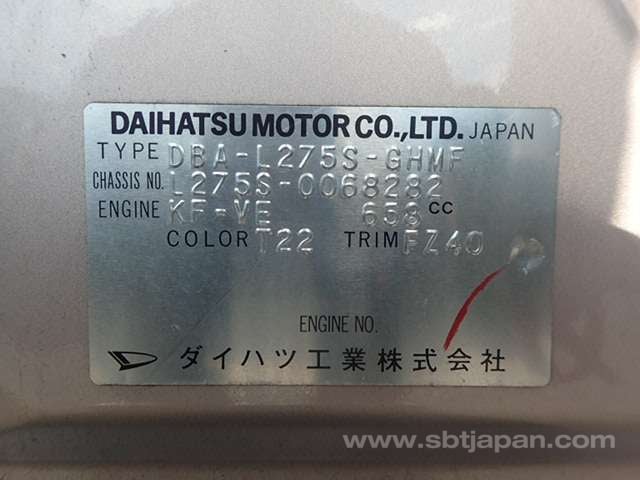 DAIHATSU MOTOR CO.,LTD. JAPAN
TYPE DBA-L275S-GHMF
CHASSIS NO. L275S-0068282
ENGINE KF-VE 658 CC
COLOR T22 TRIM FZ40
ENGINE NO.
ダイハツ工業株式会社
www.sbtjapan.com